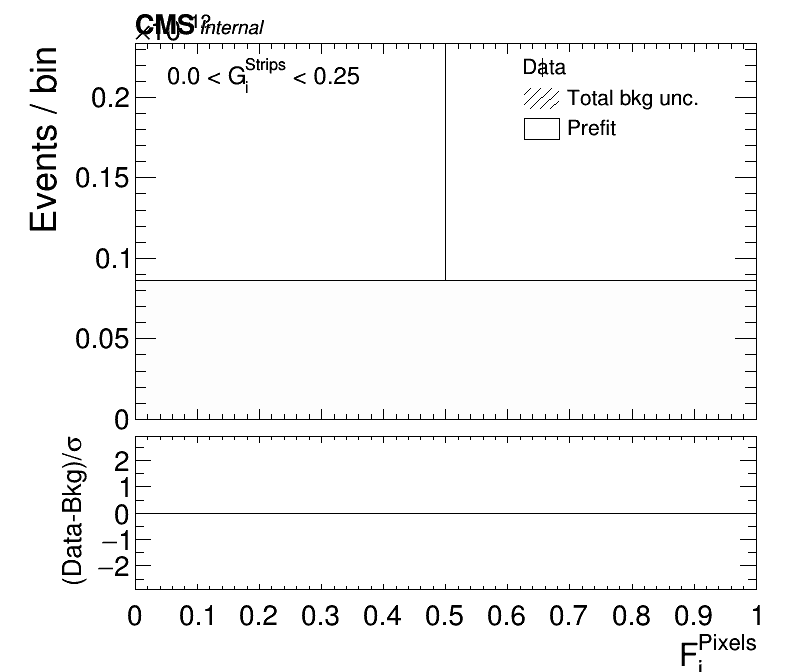 CMS Internal
×10¹²
Events / bin
0.0 < G_i^Strips < 0.25
Data
Total bkg unc.
Prefit
0.2
0.15
0.1
0.05
0
(Data-Bkg)/σ
2
1
0
−1
−2
0 0.1 0.2 0.3 0.4 0.5 0.6 0.7 0.8 0.9 1
F_i^Pixels